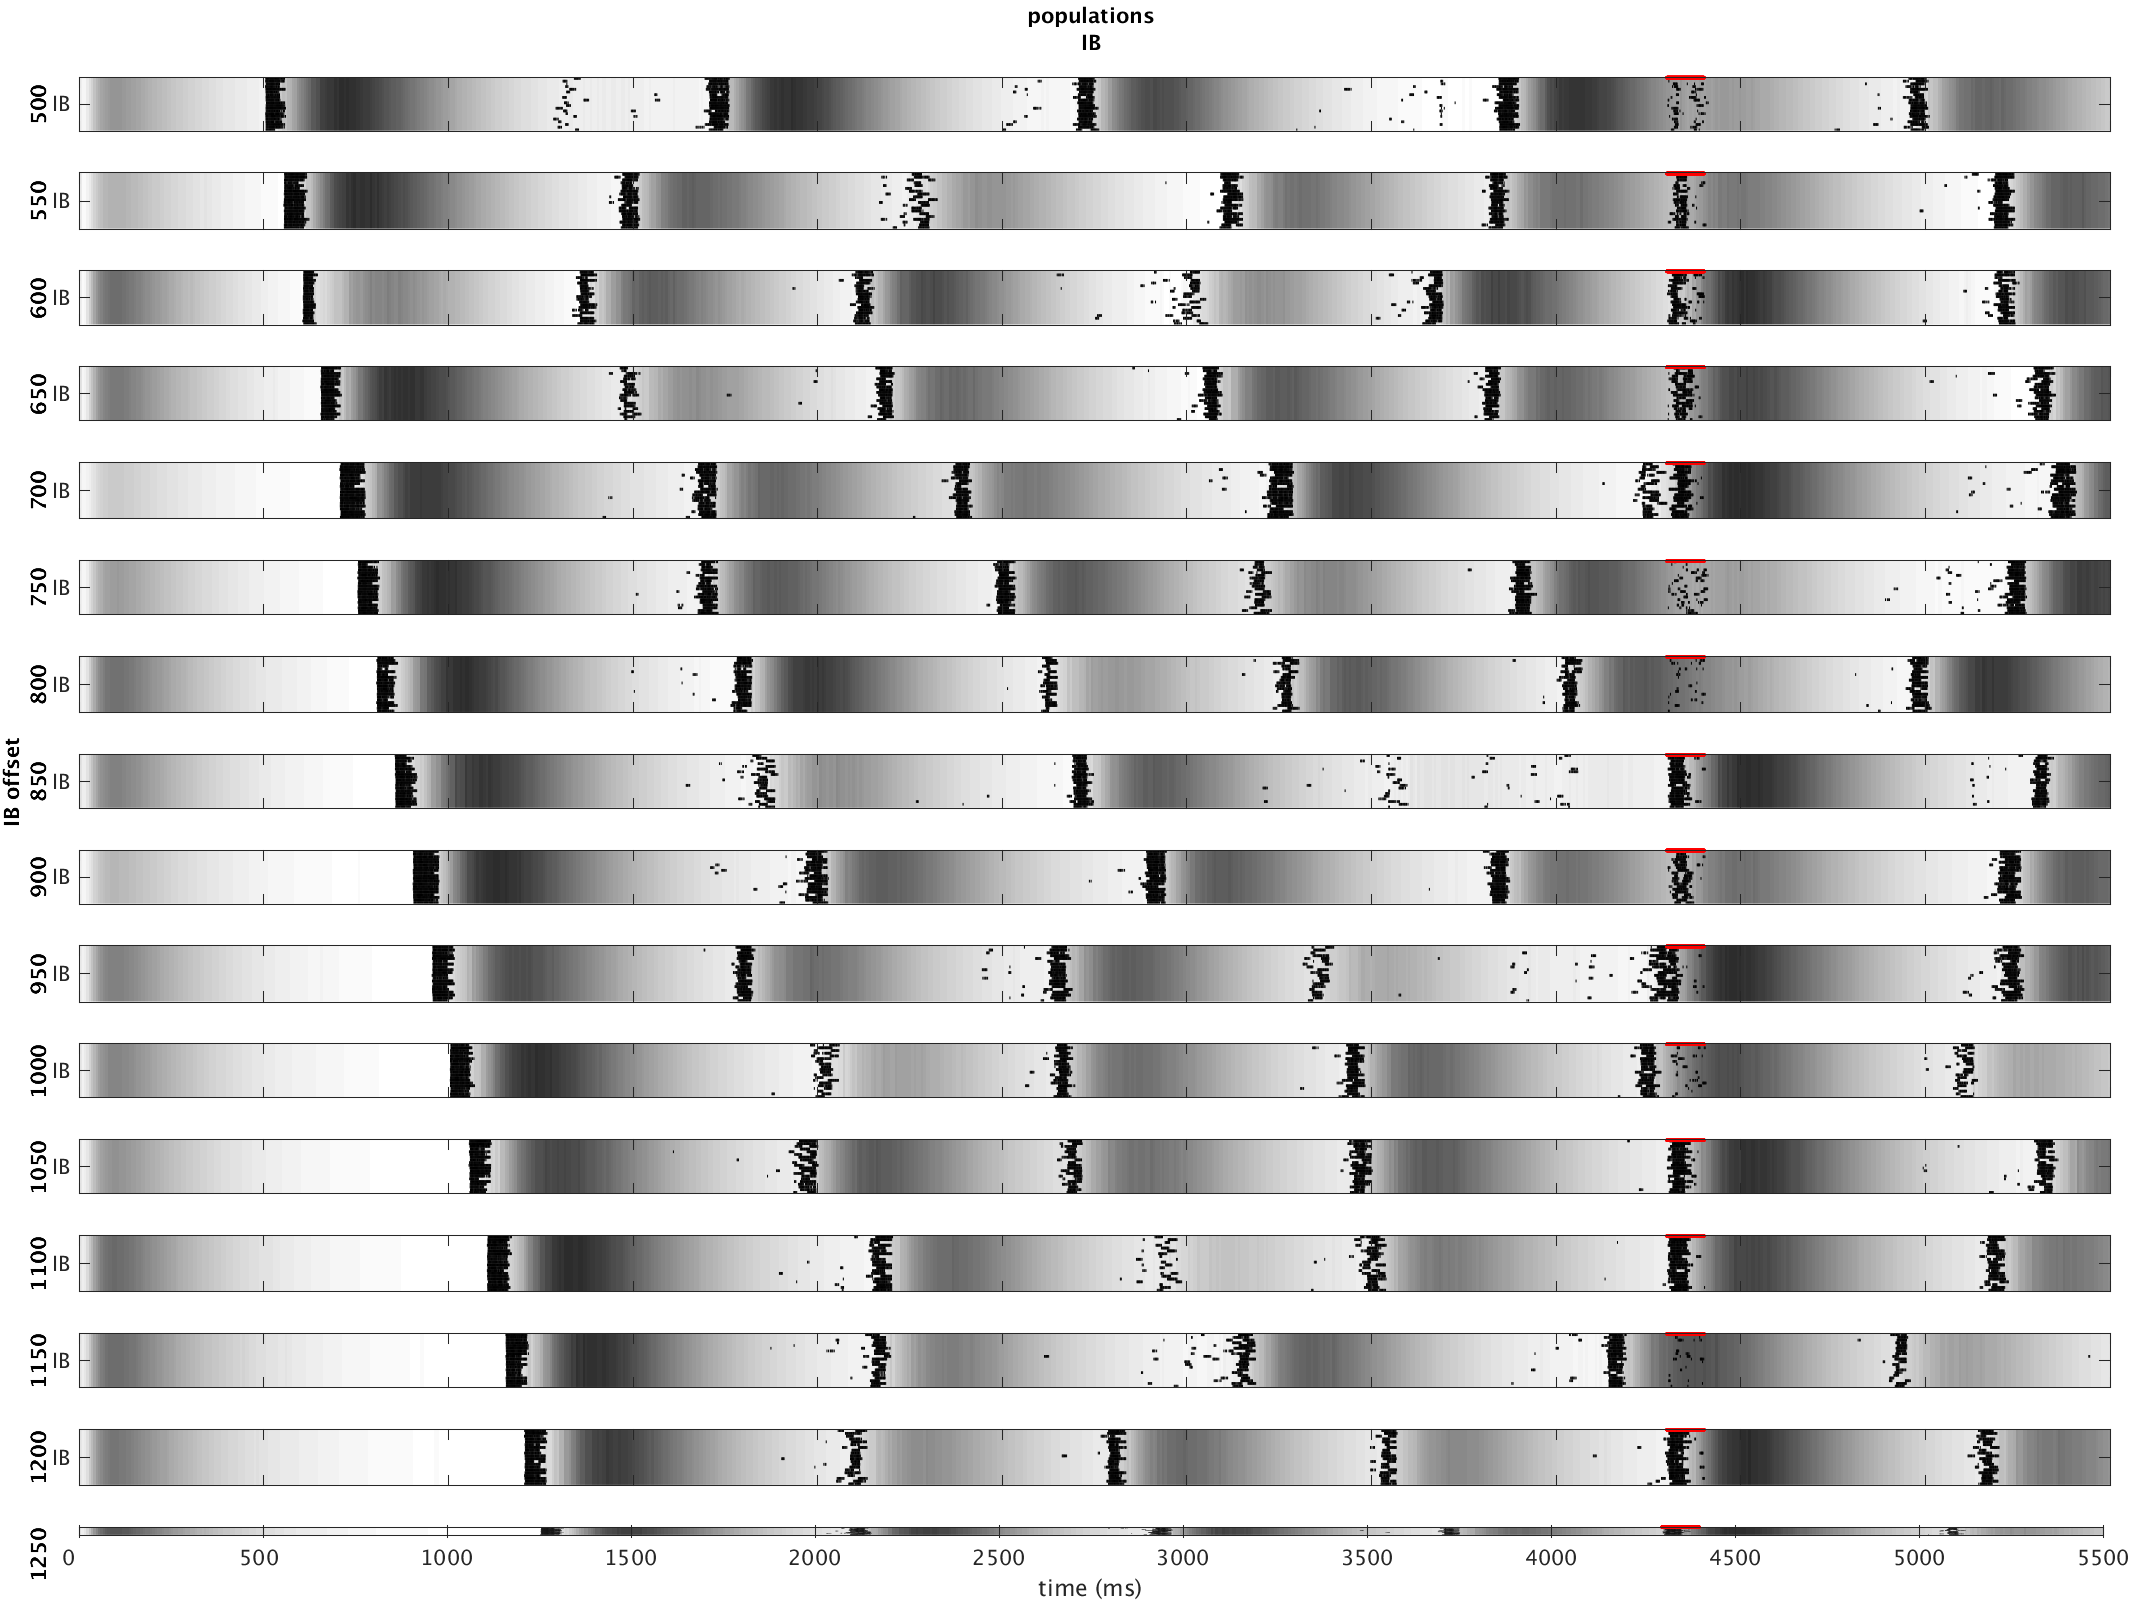 populations
IB
500 IB
550 IB
600 IB
650 IB
700 IB
750 IB
800 IB
850 IB
900 IB
950 IB
1000 IB
1050 IB
1100 IB
1150 IB
1200 IB
1250
IB offset
0 500 1000 1500 2000 2500 3000 3500 4000 4500 5000 5500
time (ms)